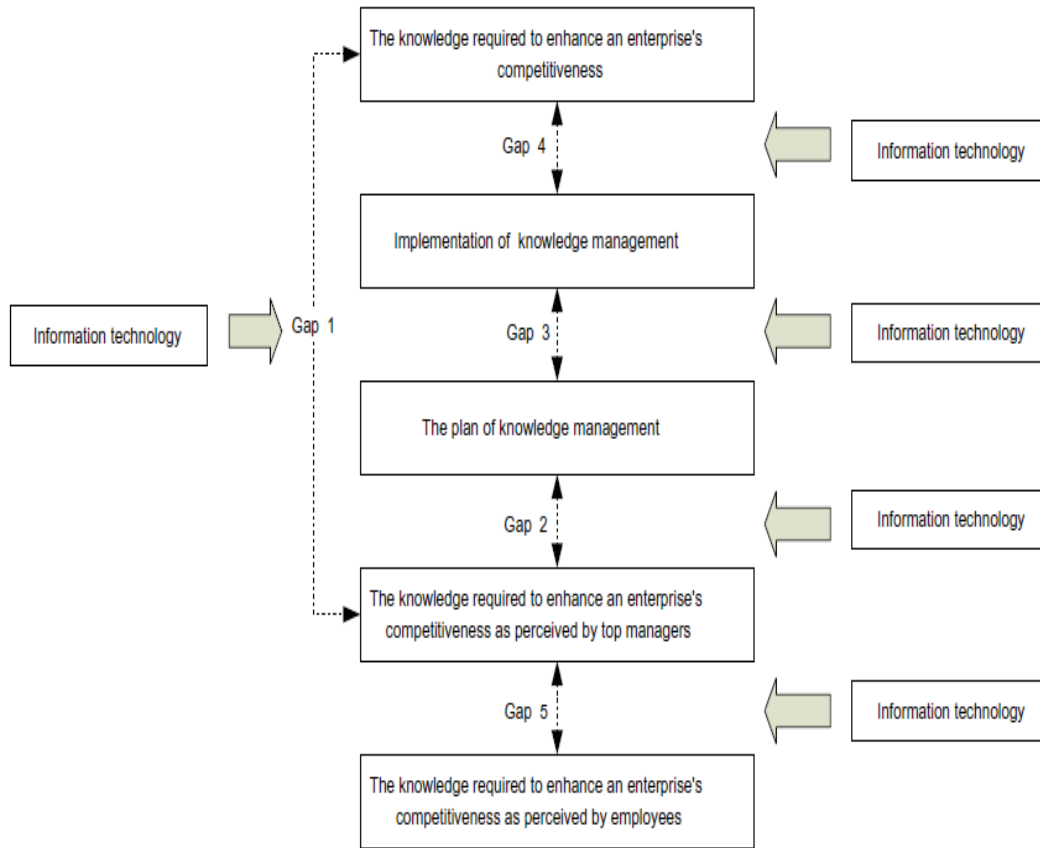 The knowledge required to enhance an enterprise's
competitiveness
Gap 4
Information technology
Implementation of knowledge management
Information technology
Gap 1
Gap 3
Information technology
The plan of knowledge management
Gap 2
Information technology
The knowledge required to enhance an enterprise's
competitiveness as perceived by top managers
Gap 5
Information technology
The knowledge required to enhance an enterprise's
competitiveness as perceived by employees